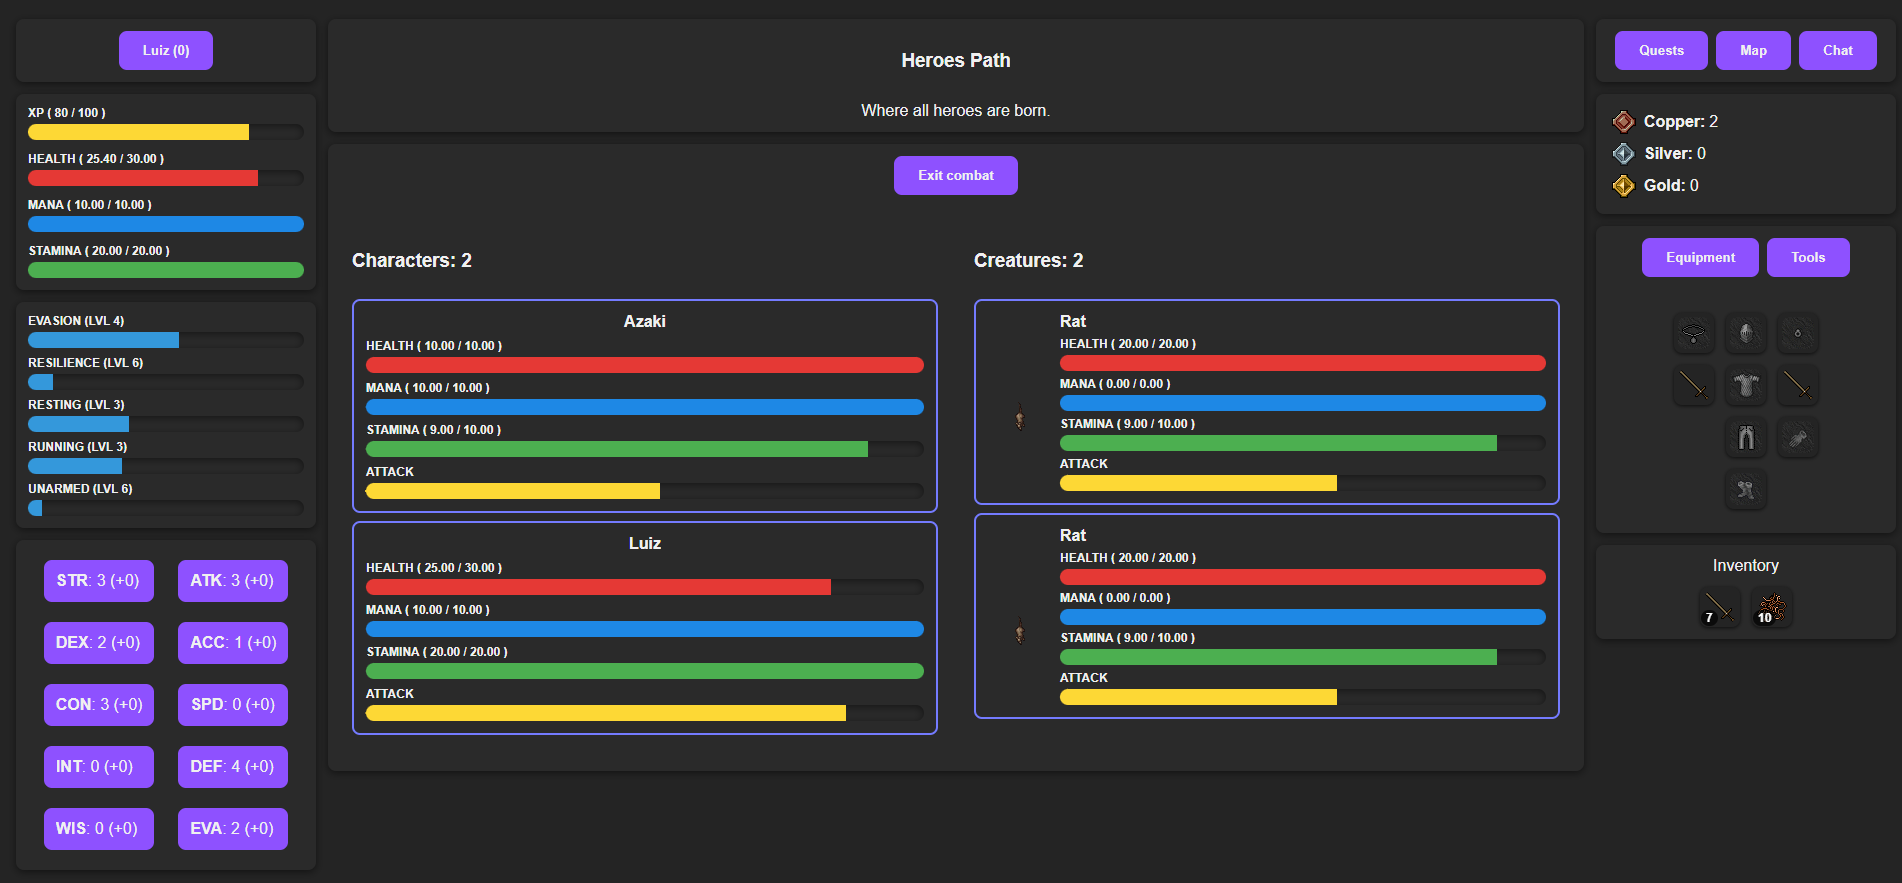 Luiz (0)
XP ( 80 / 100 )
HEALTH ( 25.40 / 30.00 )
MANA ( 10.00 / 10.00 )
STAMINA ( 20.00 / 20.00 )
EVASION (LVL 4)
RESILIENCE (LVL 6)
RESTING (LVL 3)
RUNNING (LVL 3)
UNARMED (LVL 6)
STR: 3 (+0) ATK: 3 (+0)
DEX: 2 (+0) ACC: 1 (+0)
CON: 3 (+0) SPD: 0 (+0)
INT: 0 (+0) DEF: 4 (+0)
WIS: 0 (+0) EVA: 2 (+0)
Heroes Path
Where all heroes are born.
Exit combat
Characters: 2
Azaki
HEALTH ( 10.00 / 10.00 )
MANA ( 10.00 / 10.00 )
STAMINA ( 9.00 / 10.00 )
ATTACK
Luiz
HEALTH ( 25.00 / 30.00 )
MANA ( 10.00 / 10.00 )
STAMINA ( 20.00 / 20.00 )
ATTACK
Creatures: 2
Rat
HEALTH ( 20.00 / 20.00 )
MANA ( 0.00 / 0.00 )
STAMINA ( 9.00 / 10.00 )
ATTACK
Rat
HEALTH ( 20.00 / 20.00 )
MANA ( 0.00 / 0.00 )
STAMINA ( 9.00 / 10.00 )
ATTACK
Quests Map Chat
Copper: 2
Silver: 0
Gold: 0
Equipment Tools
Inventory
7 10